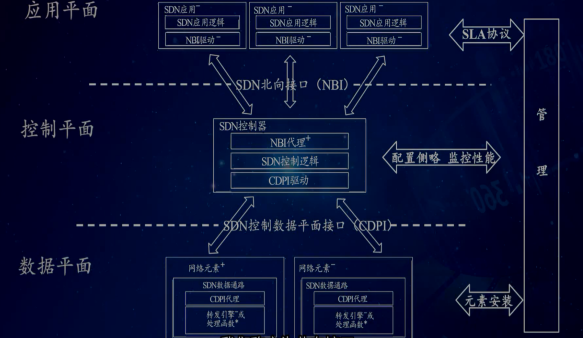 应用平面
SDN应用⁻ SDN应用⁻ SDN应用⁻
SDN应用逻辑 SDN应用逻辑 SDN应用逻辑
NBI驱动⁻ NBI驱动⁻ NBI驱动⁻
SLA协议
SDN北向接口（NBI）
控制平面
SDN控制器
NBI代理⁺
SDN控制逻辑
CDPI驱动
配置侧略 监控性能
管
理
SDN控制数据平面接口（CDPI）
数据平面
网络元素⁺ 网络元素⁻
SDN数据通路 SDN数据通路
CDPI代理 CDPI代理
转发引擎*或 转发引擎*或
处理函数* 处理函数*
元素安装